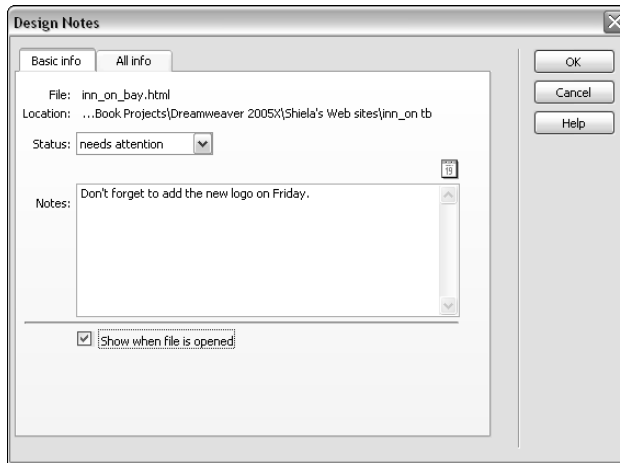 Design Notes
Basic info All info
File: inn_on_bay.html
Location: ...Book Projects\Dreamweaver 2005X\Shiela's Web sites\inn_on tb
Status: needs attention
19
Notes: Don't forget to add the new logo on Friday.
Show when file is opened
OK
Cancel
Help